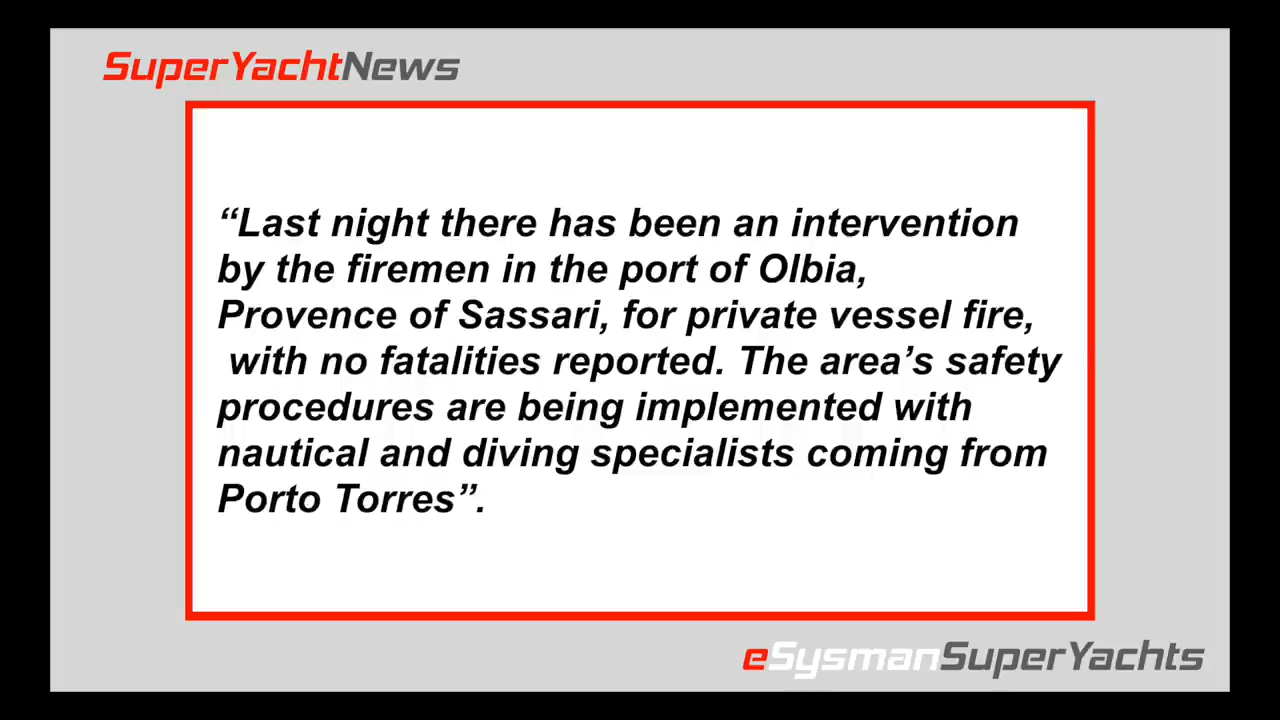 SuperYachtNews
“Last night there has been an intervention
by the firemen in the port of Olbia,
Provence of Sassari, for private vessel fire,
with no fatalities reported. The area’s safety
procedures are being implemented with
nautical and diving specialists coming from
Porto Torres”.
eSysmanSuperYachts